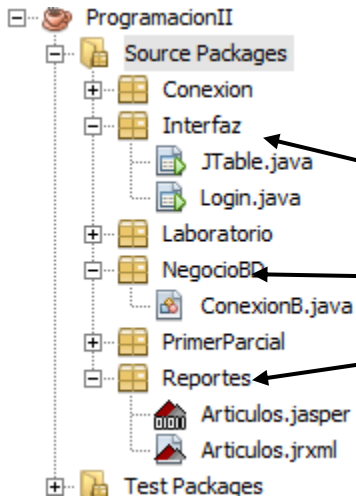 ProgramacionII
Source Packages
Conexion
Interfaz
JTable.java
Login.java
Laboratorio
NegocioBD
ConexionB.java
PrimerParcial
Reportes
Articulos.jasper
Articulos.jrxml
Test Packages